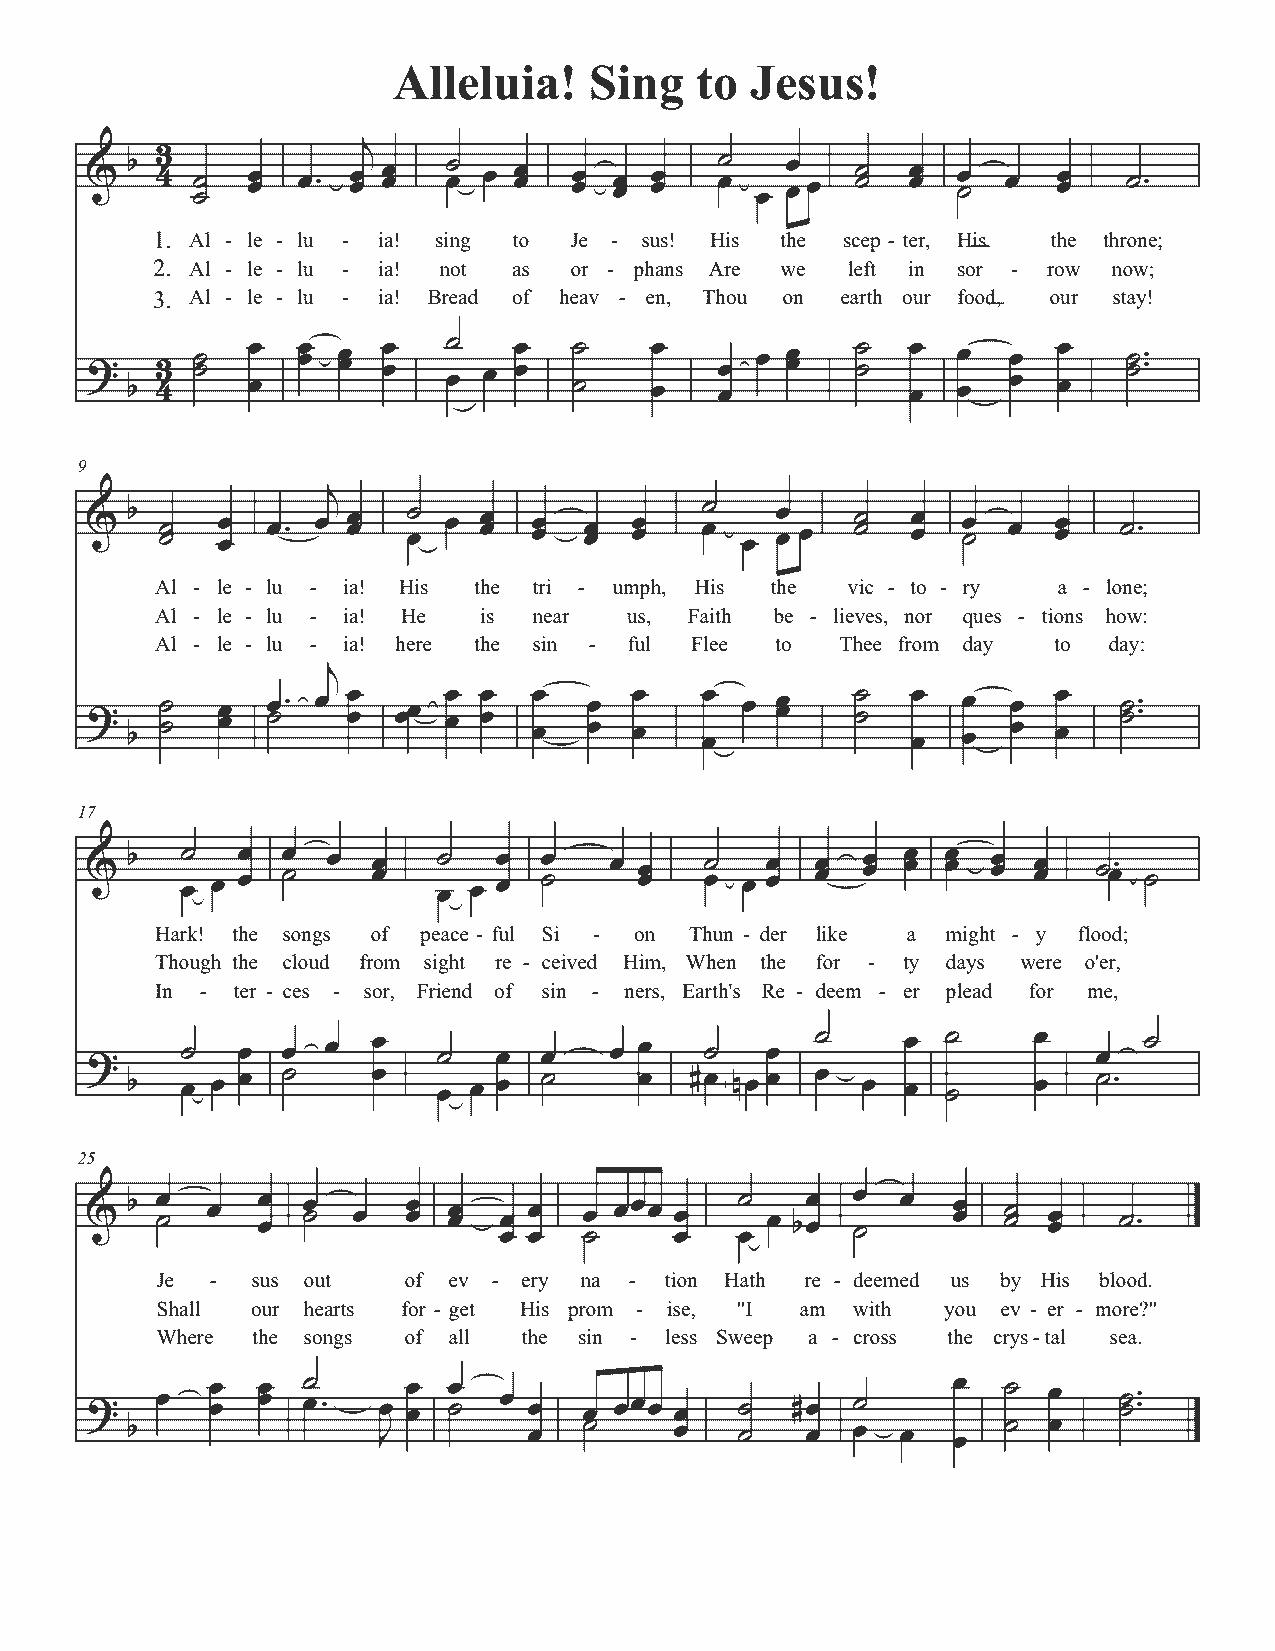 Alleluia! Sing to Jesus!
3 4
1. Al - le - lu - ia! sing to Je - sus! His the scep - ter, His the throne;
2. Al - le - lu - ia! not as or - phans Are we left in sor - row now;
3. Al - le - lu - ia! Bread of heav - en, Thou on earth our food, our stay!
3 4
9
Al - le - lu - ia! His the tri - umph, His the vic - to - ry a - lone;
Al - le - lu - ia! He is near us, Faith be - lieves, nor ques - tions how:
Al - le - lu - ia! here the sin - ful Flee to Thee from day to day:
17
Hark! the songs of peace - ful Si - on Thun - der like a might - y flood;
Though the cloud from sight re - ceived Him, When the for - ty days were o'er,
In - ter - ces - sor, Friend of sin - ners, Earth's Re - deem - er plead for me,
25
Je - sus out of ev - ery na - tion Hath re - deemed us by His blood.
Shall our hearts for - get His prom - ise, "I am with you ev - er - more?"
Where the songs of all the sin - less Sweep a - cross the crys - tal sea.